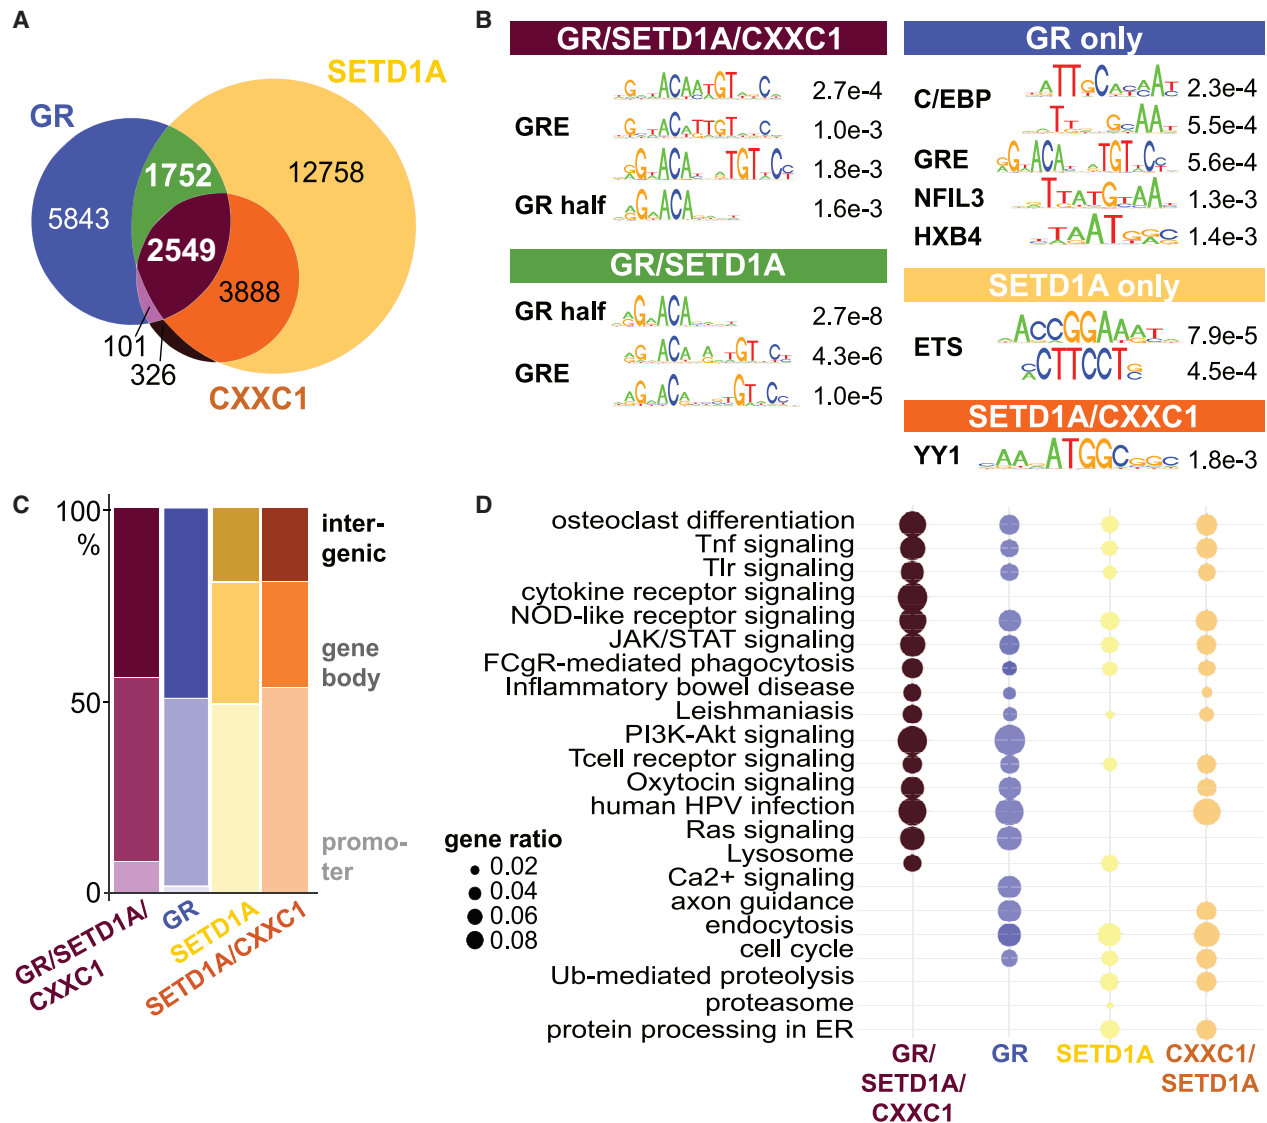 A
SETD1A
GR
1752
12758
5843
2549
3888
101
326
CXXC1
B
GR/SETD1A/CXXC1
GRE
2.7e-4
1.0e-3
1.8e-3
GR half
1.6e-3
GR/SETD1A
GR half
2.7e-8
GRE
4.3e-6
1.0e-5
GR only
C/EBP
2.3e-4
5.5e-4
GRE
5.6e-4
NFIL3
1.3e-3
HXB4
1.4e-3
SETD1A only
ETS
7.9e-5
4.5e-4
SETD1A/CXXC1
YY1
1.8e-3
C
100
%
50
0
inter-
genic
gene
body
promo-
ter
GR/SETD1A/
CXXC1
GR
SETD1A
SETD1A/CXXC1
D
osteoclast differentiation
Tnf signaling
Tlr signaling
cytokine receptor signaling
NOD-like receptor signaling
JAK/STAT signaling
FCgR-mediated phagocytosis
Inflammatory bowel disease
Leishmaniasis
PI3K-Akt signaling
Tcell receptor signaling
Oxytocin signaling
human HPV infection
Ras signaling
Lysosome
Ca2+ signaling
axon guidance
endocytosis
cell cycle
Ub-mediated proteolysis
proteasome
protein processing in ER
gene ratio
0.02
0.04
0.06
0.08
GR/
SETD1A/
CXXC1
GR
SETD1A
CXXC1/
SETD1A